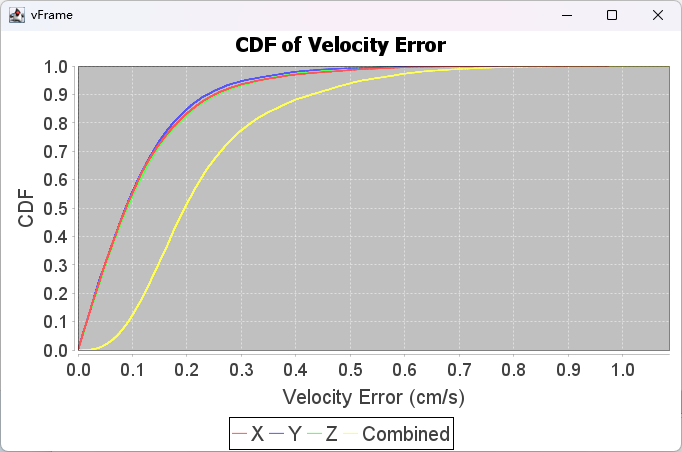 vFrame
CDF of Velocity Error
1.0
0.9
0.8
0.7
0.6
0.5
0.4
0.3
0.2
0.1
0.0
CDF
0.0 0.1 0.2 0.3 0.4 0.5 0.6 0.7 0.8 0.9 1.0
Velocity Error (cm/s)
X Y Z Combined